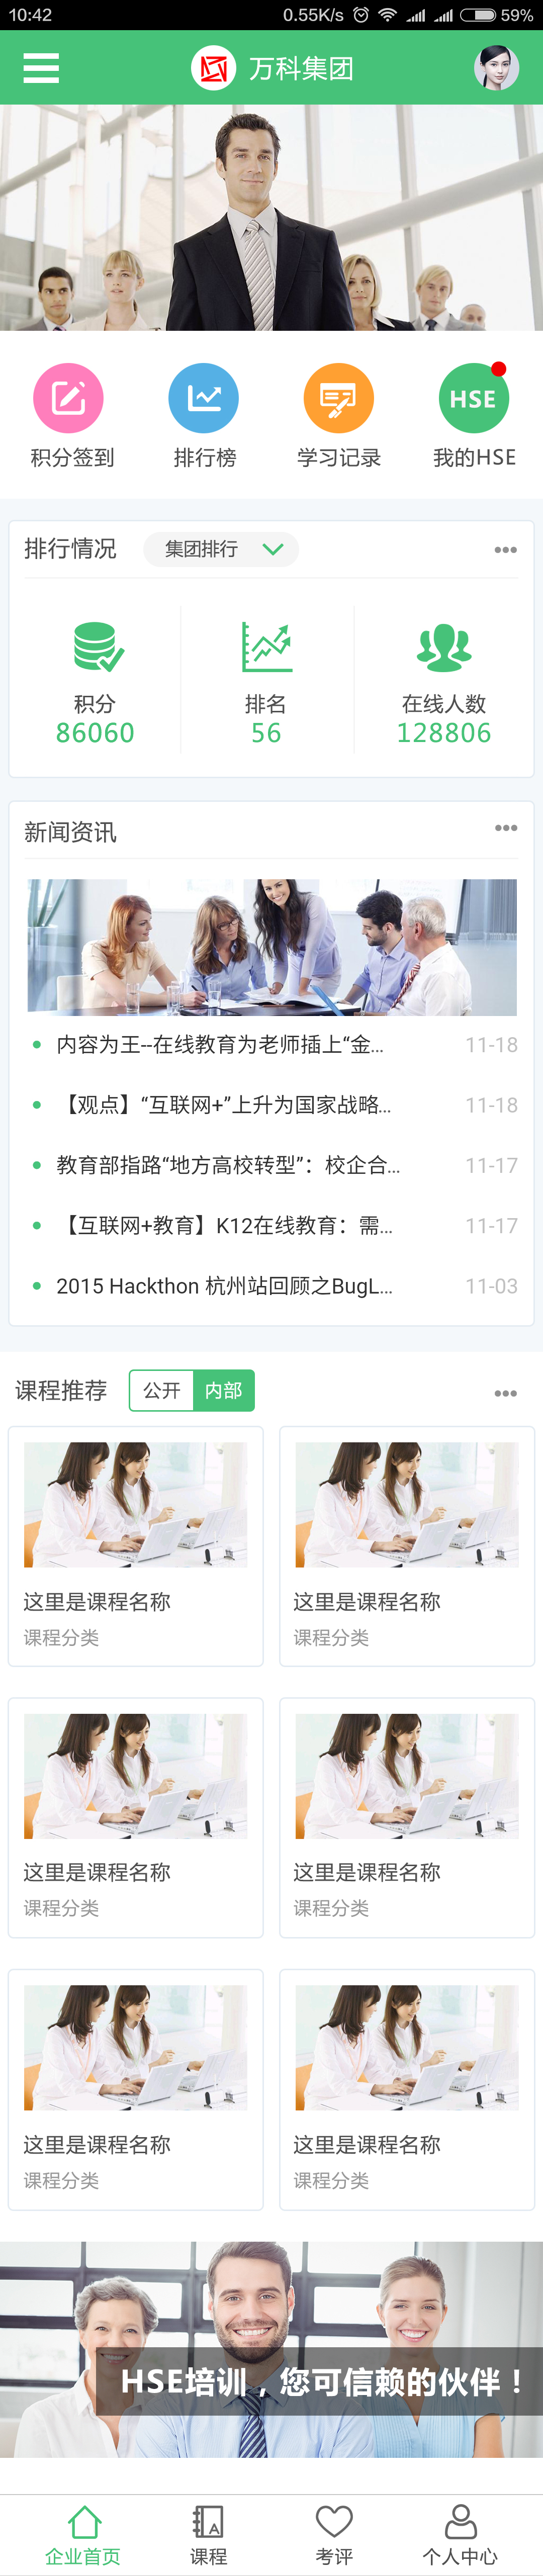 10:42 0.55K/s 59%
万科集团
HSE
积分签到 排行榜 学习记录 我的HSE
排行情况 集团排行
积分 排名 在线人数
86060 56 128806
新闻资讯
内容为王--在线教育为老师插上“金... 11-18
【观点】“互联网+”上升为国家战略... 11-18
教育部指路“地方高校转型”：校企合... 11-17
【互联网+教育】K12在线教育：需... 11-17
2015 Hackthon 杭州站回顾之BugL... 11-03
课程推荐 公开 内部
这里是课程名称 这里是课程名称
课程分类 课程分类
这里是课程名称 这里是课程名称
课程分类 课程分类
这里是课程名称 这里是课程名称
课程分类 课程分类
HSE培训，您可信赖的伙伴！
A
企业首页 课程 考评 个人中心